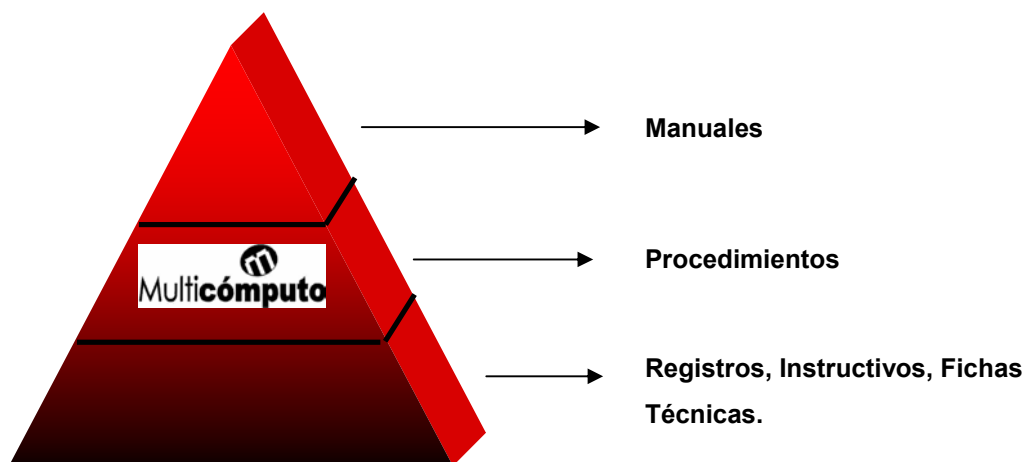 Manuales
Multicómputo
Procedimientos
Registros, Instructivos, Fichas
Técnicas.